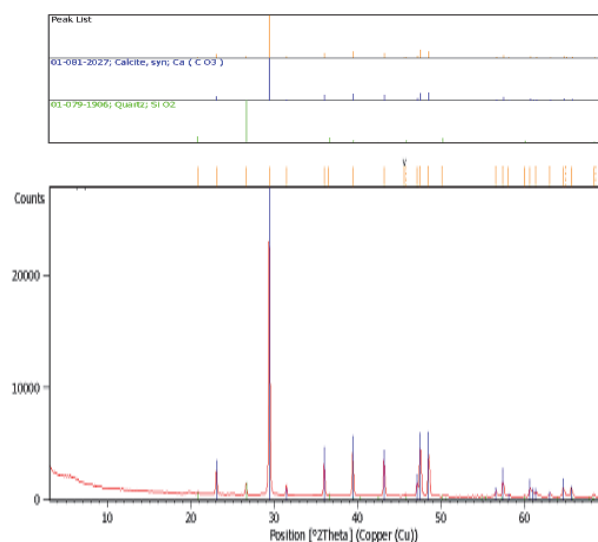 Peak List
01-081-2027; Calcite, syn; Ca ( C O3 )
01-079-1906; Quartz; Si O2
Counts
20000
10000
0
10
20
30
40
50
60
Position [°2Theta] (Copper (Cu))